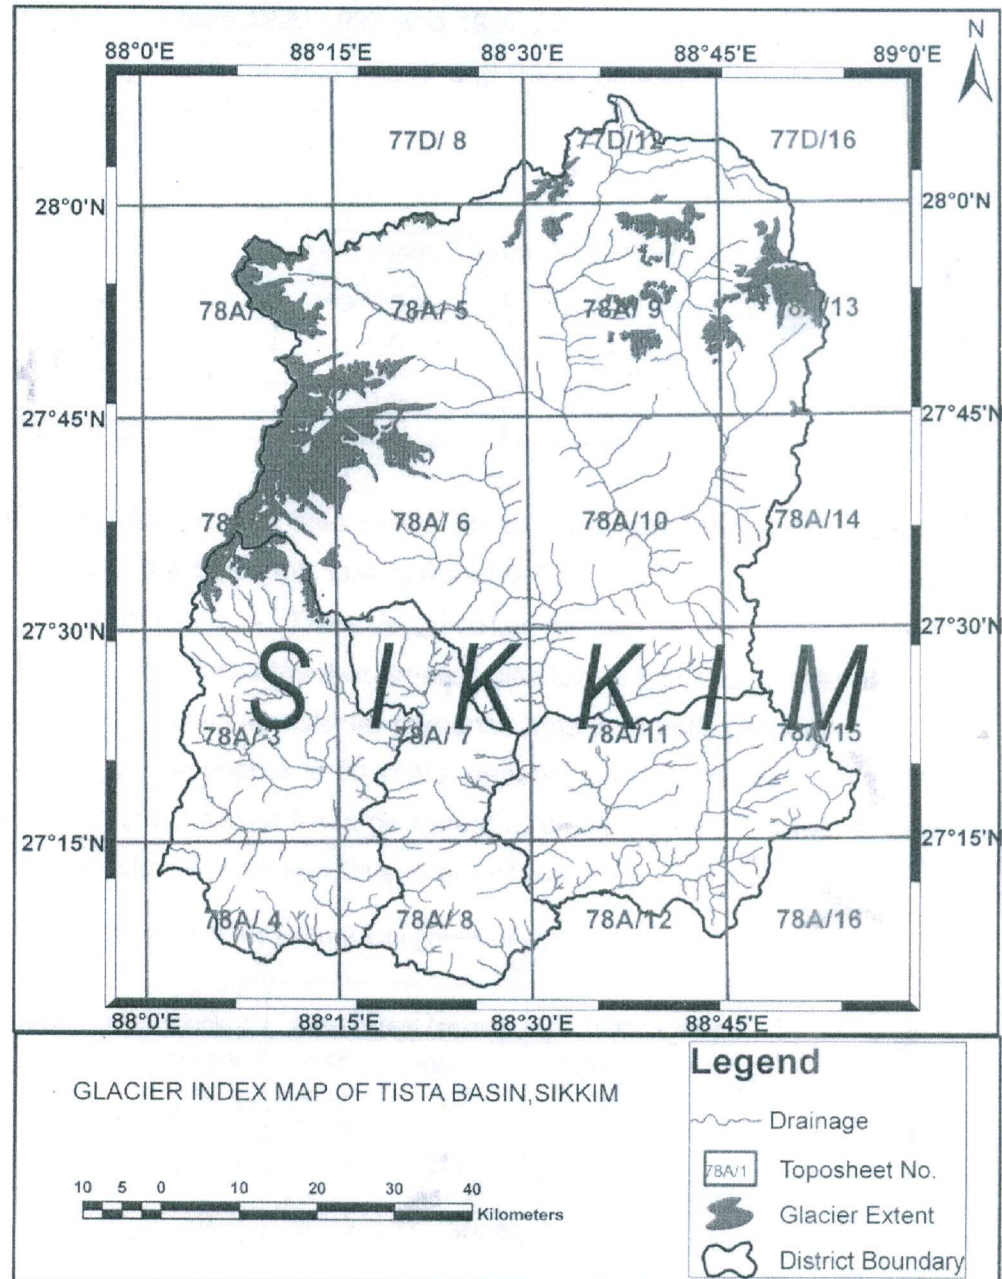 N
88°0'E 88°15'E 88°30'E 88°45'E 89°0'E
77D/ 8 77D/12 77D/16
28°0'N 28°0'N
78A/ 78A/ 5 78A/ 9 78A/13
27°45'N 27°45'N
78A/ 6 78A/10 78A/14
27°30'N 27°30'N
SIKKIM
78A/ 3 78A/ 7 78A/11 78A/15
27°15'N 27°15'N
78A/ 4 78A/ 8 78A/12 78A/16
88°0'E 88°15'E 88°30'E 88°45'E
GLACIER INDEX MAP OF TISTA BASIN,SIKKIM
10 5 0 10 20 30 40
Kilometers
Legend
Drainage
78A/1 Toposheet No.
Glacier Extent
District Boundary